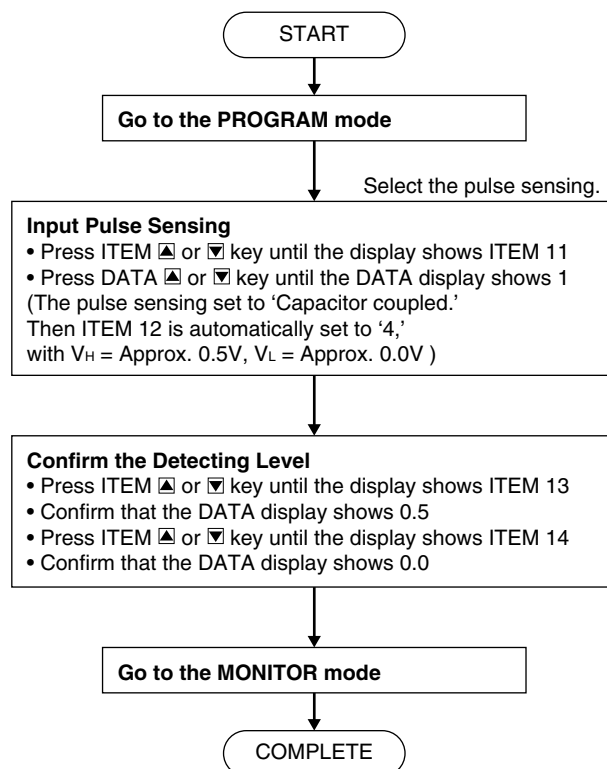 START
Go to the PROGRAM mode
Select the pulse sensing.
Input Pulse Sensing
• Press ITEM ▲ or ▼ key until the display shows ITEM 11
• Press DATA ▲ or ▼ key until the DATA display shows 1
(The pulse sensing set to ‘Capacitor coupled.’
Then ITEM 12 is automatically set to ‘4,’
with VH = Approx. 0.5V, VL = Approx. 0.0V )
Confirm the Detecting Level
• Press ITEM ▲ or ▼ key until the display shows ITEM 13
• Confirm that the DATA display shows 0.5
• Press ITEM ▲ or ▼ key until the display shows ITEM 14
• Confirm that the DATA display shows 0.0
Go to the MONITOR mode
COMPLETE